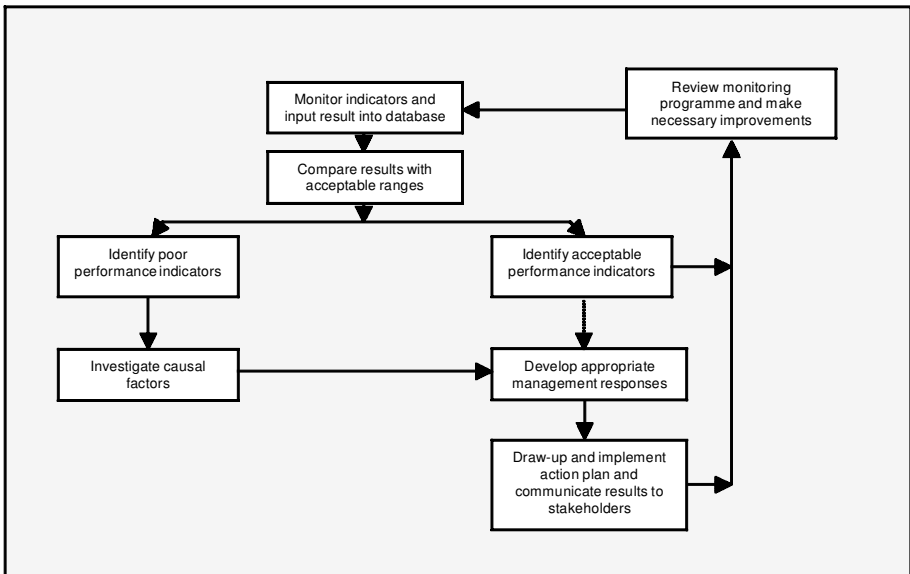 Monitor indicators and
input result into database
Review monitoring
programme and make
necessary improvements
Compare results with
acceptable ranges
Identify poor
performance indicators
Identify acceptable
performance indicators
Investigate causal
factors
Develop appropriate
management responses
Draw-up and implement
action plan and
communicate results to
stakeholders